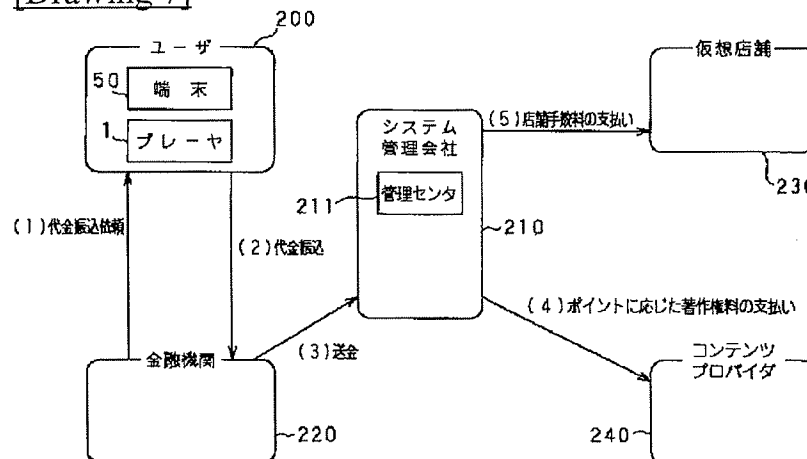 [Drawing 7]
200
ユーザ
仮想店舗
50
端 末
1
プレーヤ
システム
管理会社
(5)店舗手数料の支払い
管理センタ
211
230
(1)代金振込依頼
(2)代金振込
210
(4)ポイントに応じた著作権料の支払い
(3)送金
金融機関
コンテンツ
プロバイダ
220
240